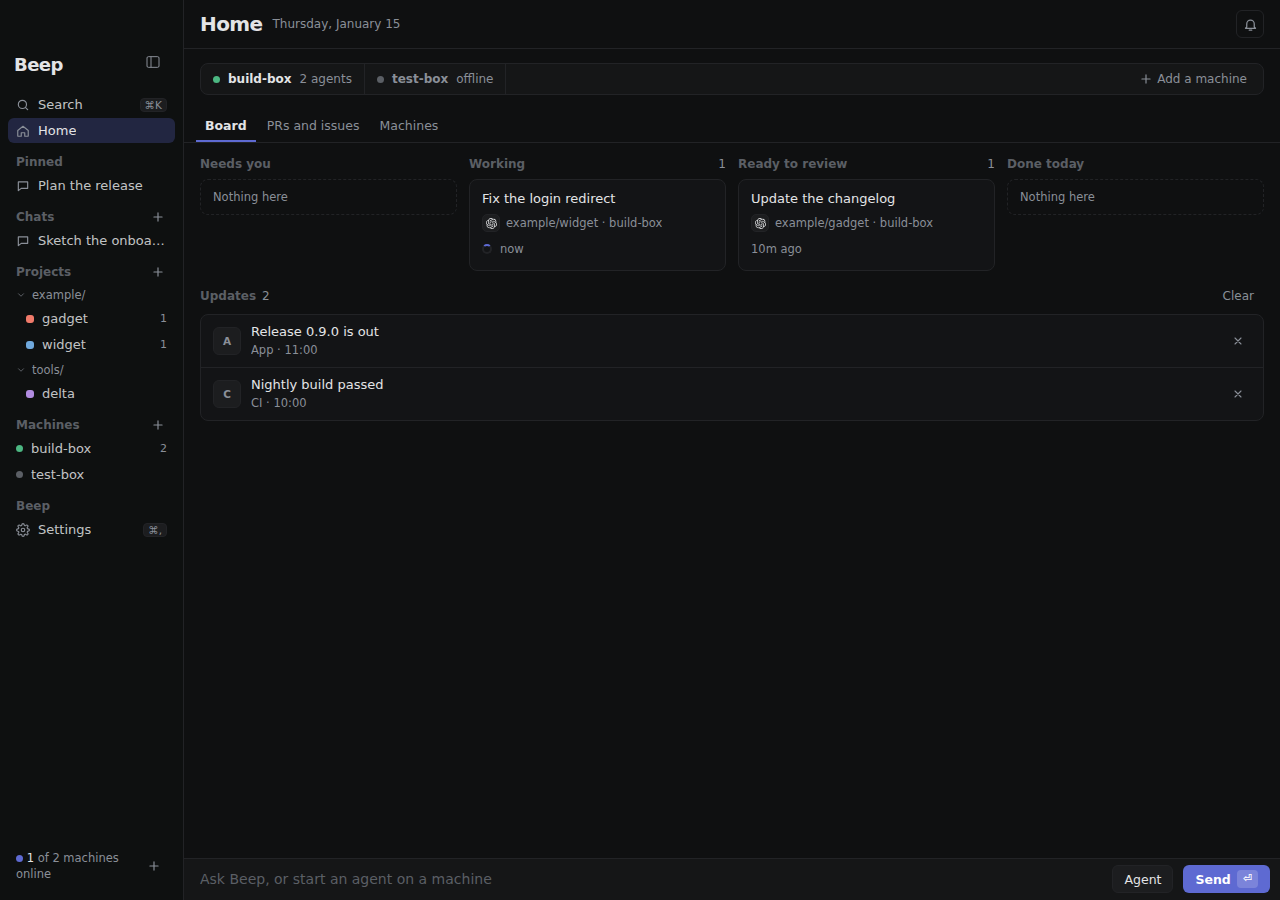 Beep
Search ⌘K
Home
Pinned
Plan the release
Chats
Sketch the onboa...
Projects
example/
gadget 1
widget 1
tools/
delta
Machines
build-box 2
test-box
Beep
Settings ⌘,
1 of 2 machines
online
Home Thursday, January 15
build-box 2 agents test-box offline Add a machine
Board PRs and issues Machines
Needs you
Nothing here
Working 1
Fix the login redirect
example/widget · build-box
now
Ready to review 1
Update the changelog
example/gadget · build-box
10m ago
Done today
Nothing here
Updates 2 Clear
A
Release 0.9.0 is out
App · 11:00
C
Nightly build passed
CI · 10:00
Ask Beep, or start an agent on a machine Agent Send ⏎